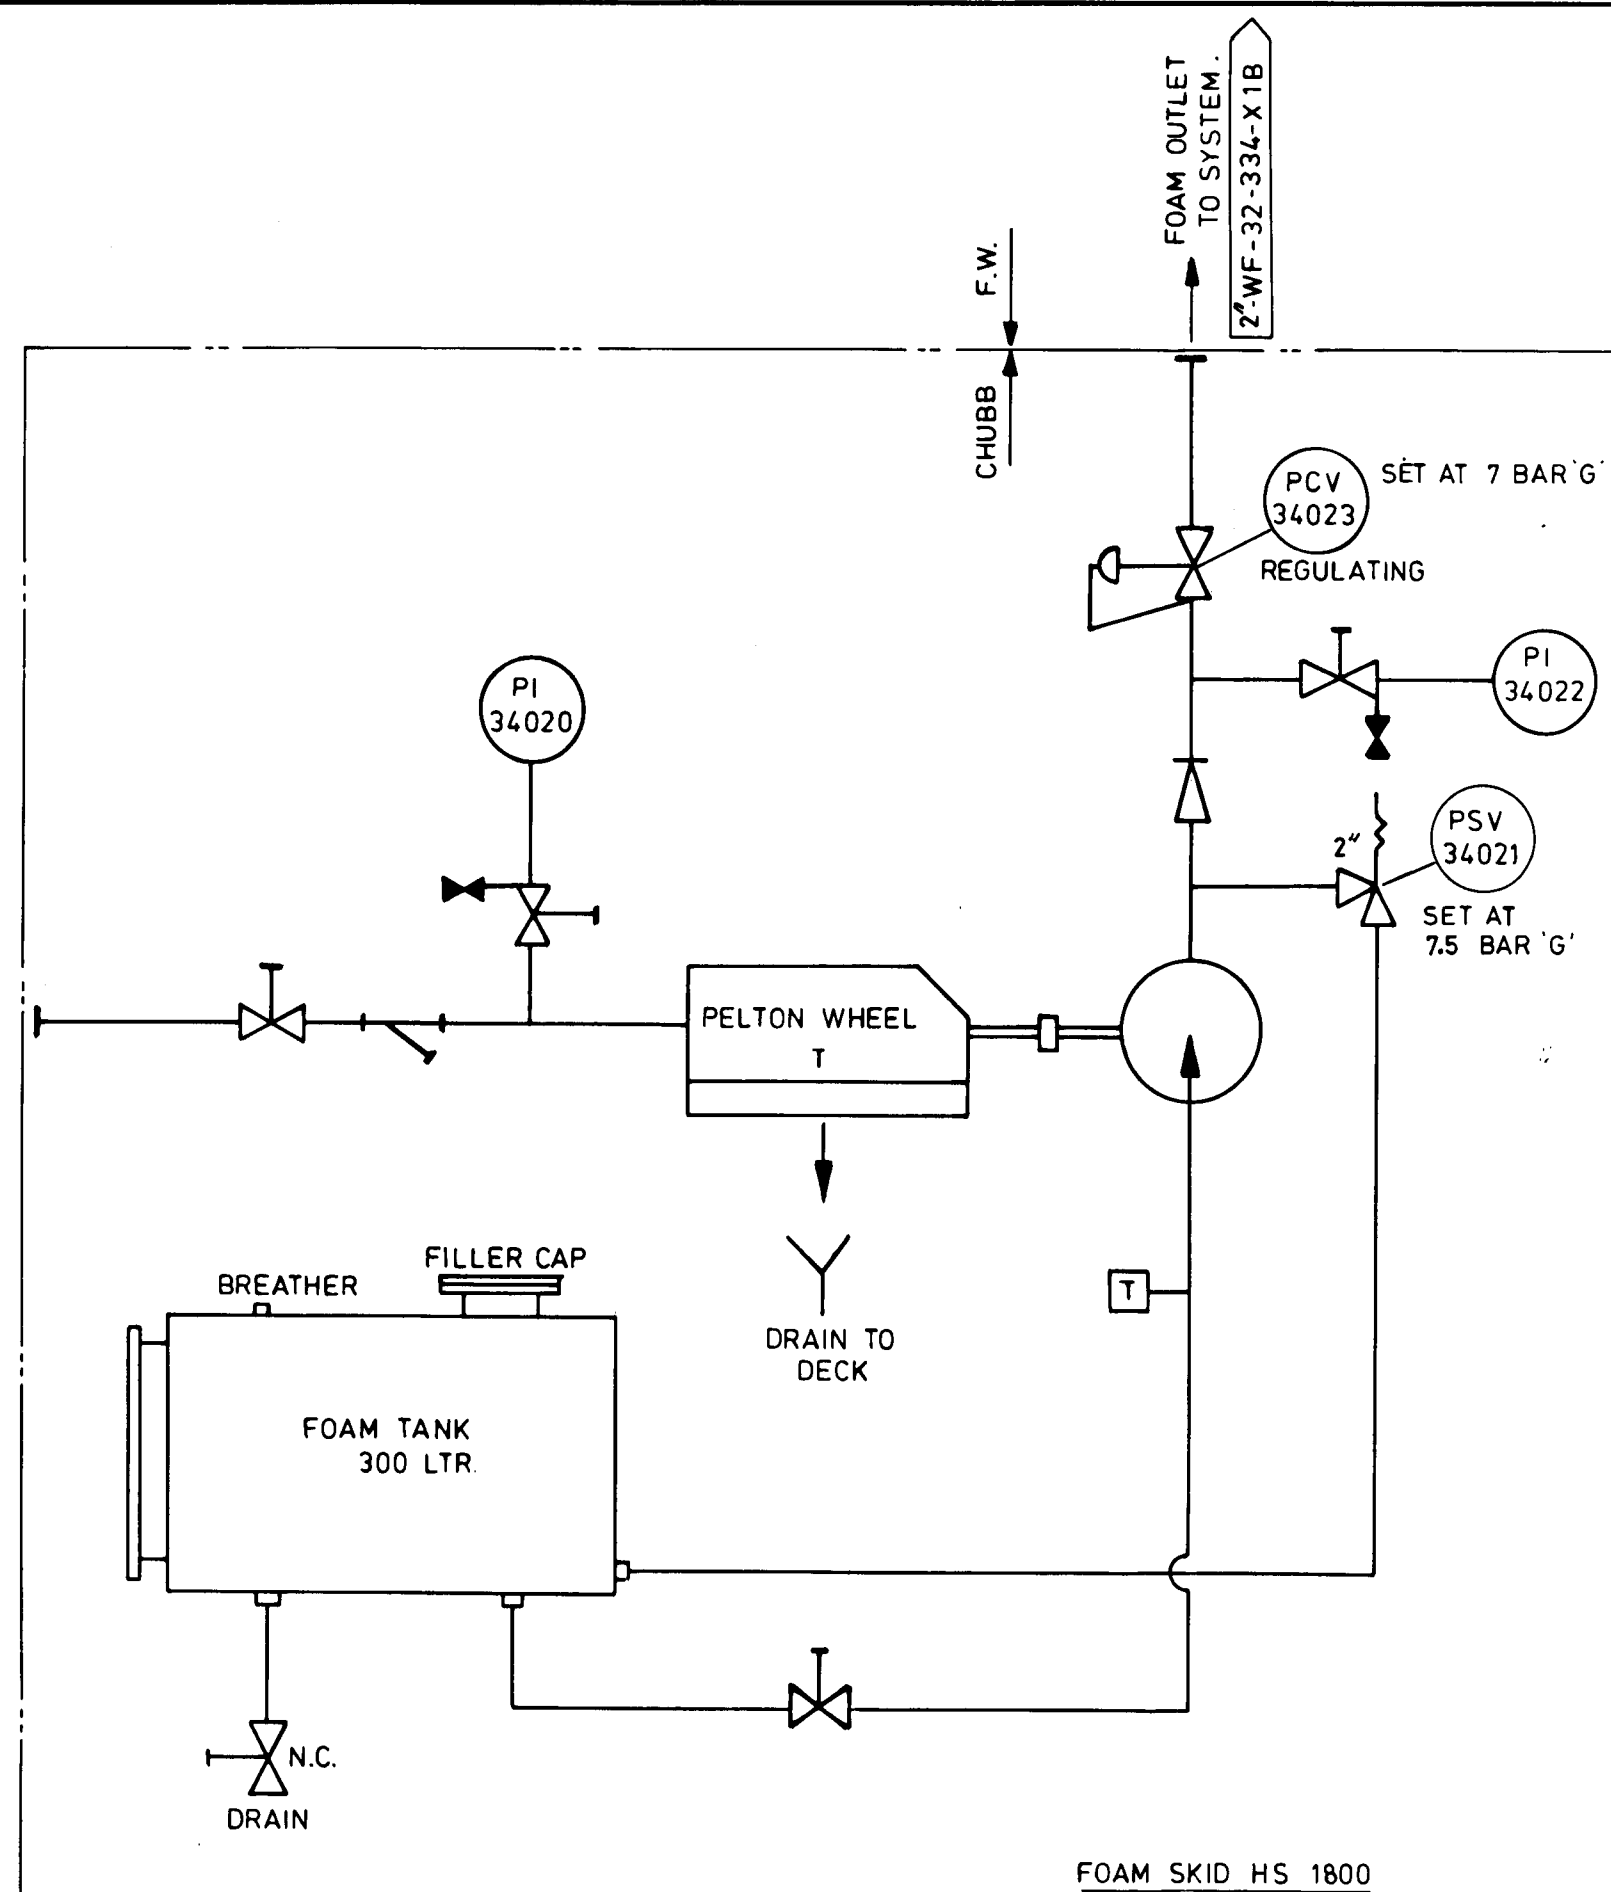 FOAM OUTLET
TO SYSTEM.
2"-WF-32-334-X1B
F.W.
CHUBB
PCV
34023
SET AT 7 BAR 'G'
REGULATING
PI
34022
PI
34020
PSV
34021
2"
SET AT
7.5 BAR 'G'
PELTON WHEEL
T
DRAIN TO
DECK
T
BREATHER
FILLER CAP
FOAM TANK
300 LTR.
N.C.
DRAIN
FOAM SKID HS 1800